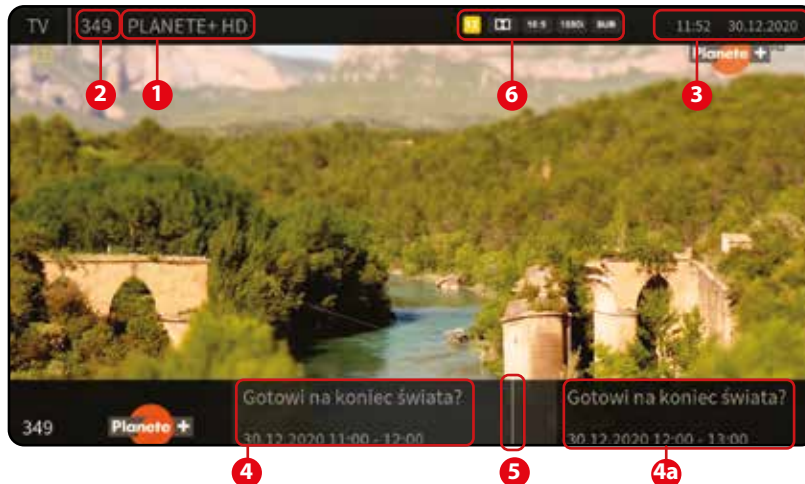 TV 349 PLANETE+ HD 12 16:9 1080i SUB 11:52 30.12.2020
Planete +
2 1 6 3
Gotowi na koniec świata? Gotowi na koniec świata?
349 Planete + 30.12.2020 11:00 - 12:00 30.12.2020 12:00 - 13:00
4 5 4a